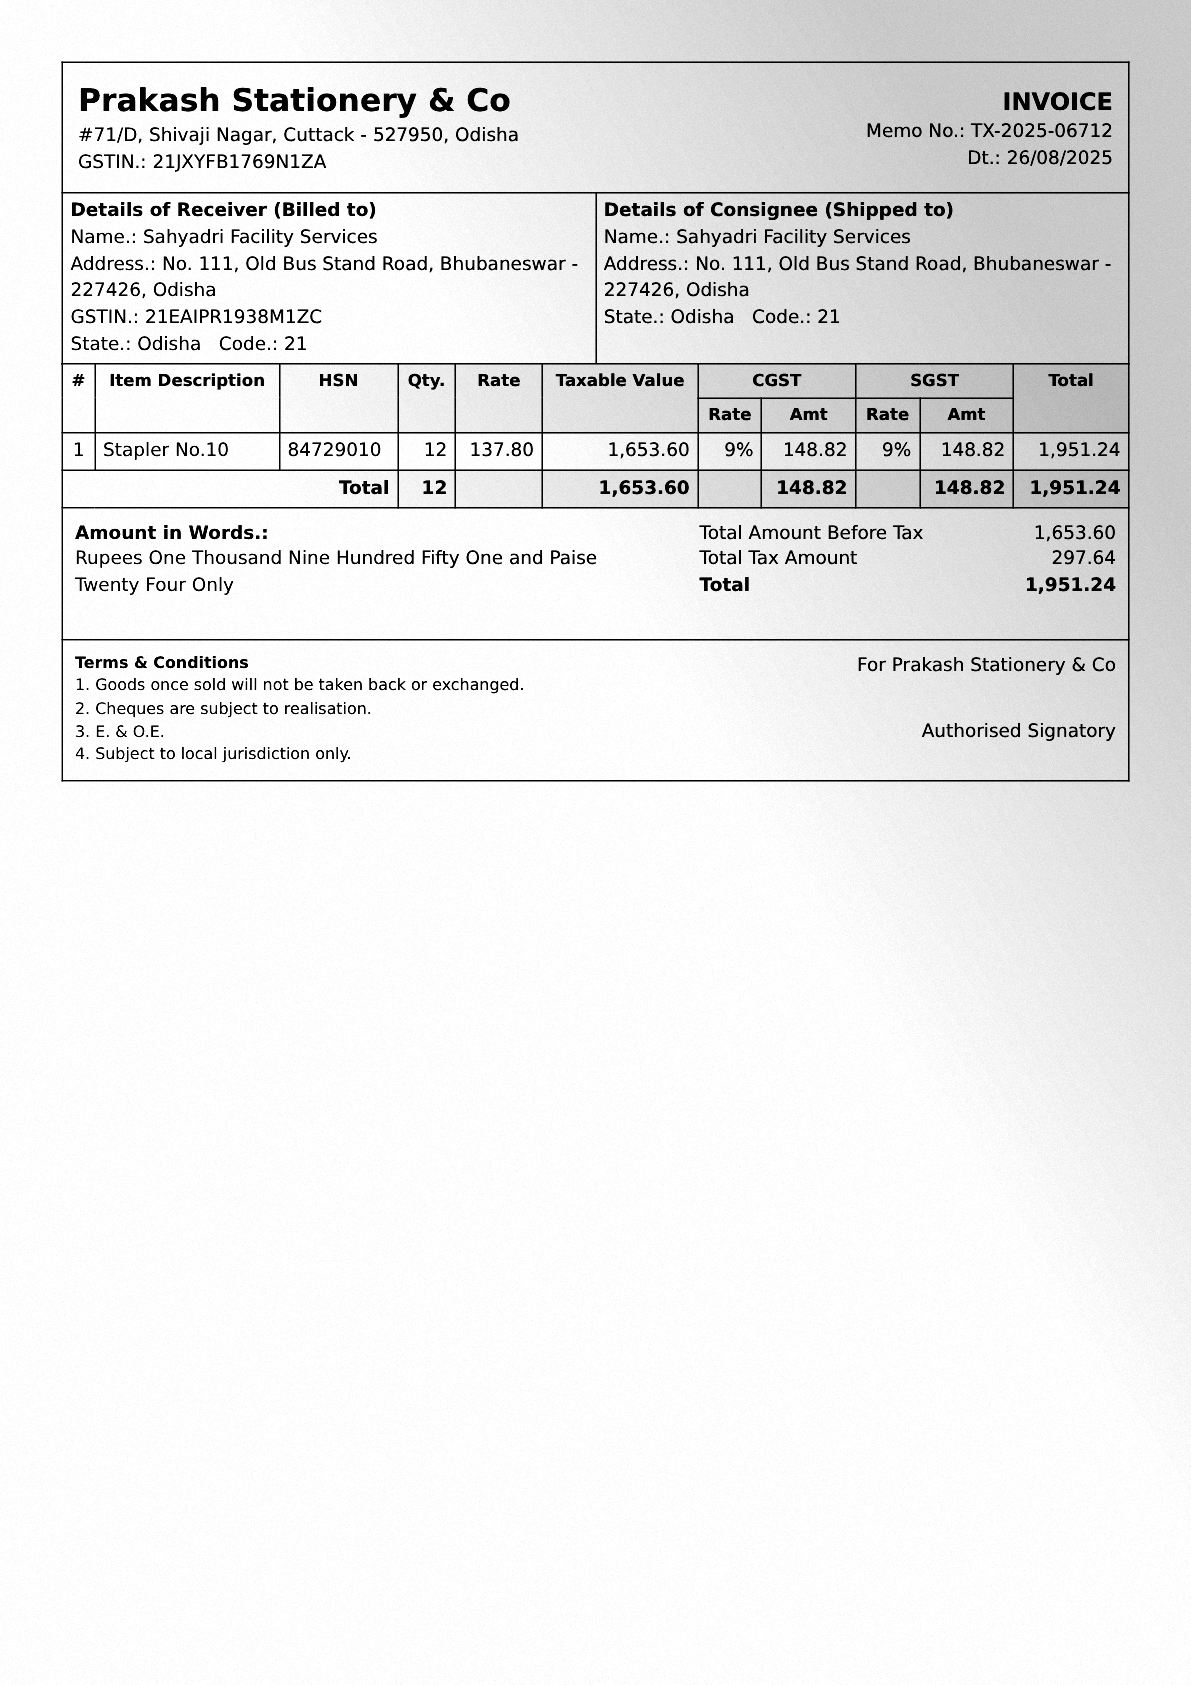 Prakash Stationery & Co
#71/D, Shivaji Nagar, Cuttack - 527950, Odisha
GSTIN.: 21JXYFB1769N1ZA
INVOICE
Memo No.: TX-2025-06712
Dt.: 26/08/2025
Details of Receiver (Billed to)
Name.: Sahyadri Facility Services
Address.: No. 111, Old Bus Stand Road, Bhubaneswar -
227426, Odisha
GSTIN.: 21EAIPR1938M1ZC
State.: Odisha Code.: 21
Details of Consignee (Shipped to)
Name.: Sahyadri Facility Services
Address.: No. 111, Old Bus Stand Road, Bhubaneswar -
227426, Odisha
State.: Odisha Code.: 21
# Item Description HSN Qty. Rate Taxable Value CGST SGST Total
Rate Amt Rate Amt
1 Stapler No.10 84729010 12 137.80 1,653.60 9% 148.82 9% 148.82 1,951.24
Total 12 1,653.60 148.82 148.82 1,951.24
Amount in Words.:
Rupees One Thousand Nine Hundred Fifty One and Paise
Twenty Four Only
Total Amount Before Tax 1,653.60
Total Tax Amount 297.64
Total 1,951.24
Terms & Conditions
1. Goods once sold will not be taken back or exchanged.
2. Cheques are subject to realisation.
3. E. & O.E.
4. Subject to local jurisdiction only.
For Prakash Stationery & Co
Authorised Signatory